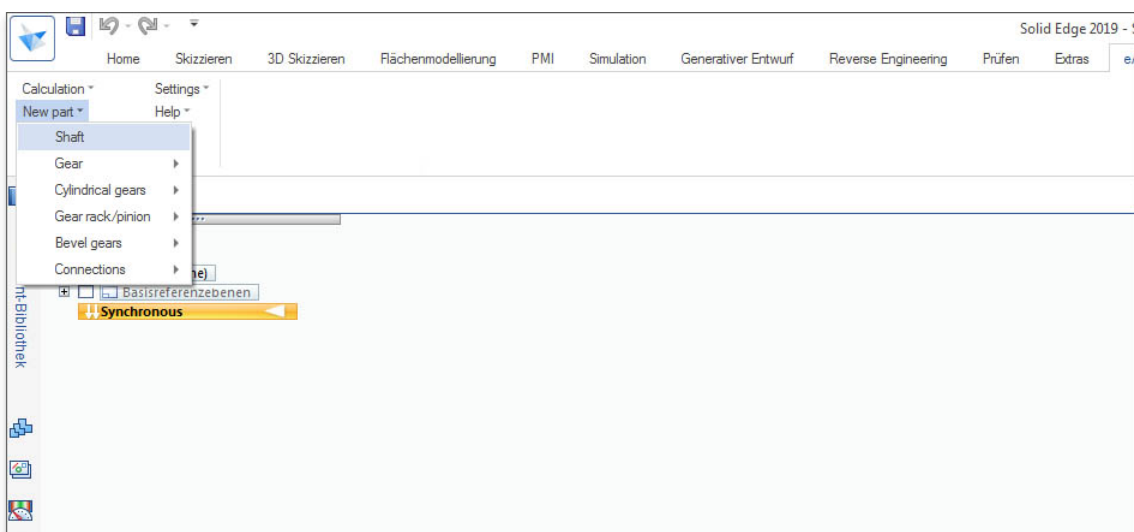 Solid Edge 2019 -
Home Skizzieren 3D Skizzieren Flächenmodellierung PMI Simulation Generativer Entwurf Reverse Engineering Prüfen Extras
Calculation Settings
New part Help
Shaft
Gear
Cylindrical gears
Gear rack/pinion
Bevel gears
Connections
Basisreferenzebenen
Synchronous
nt-Bibliothek